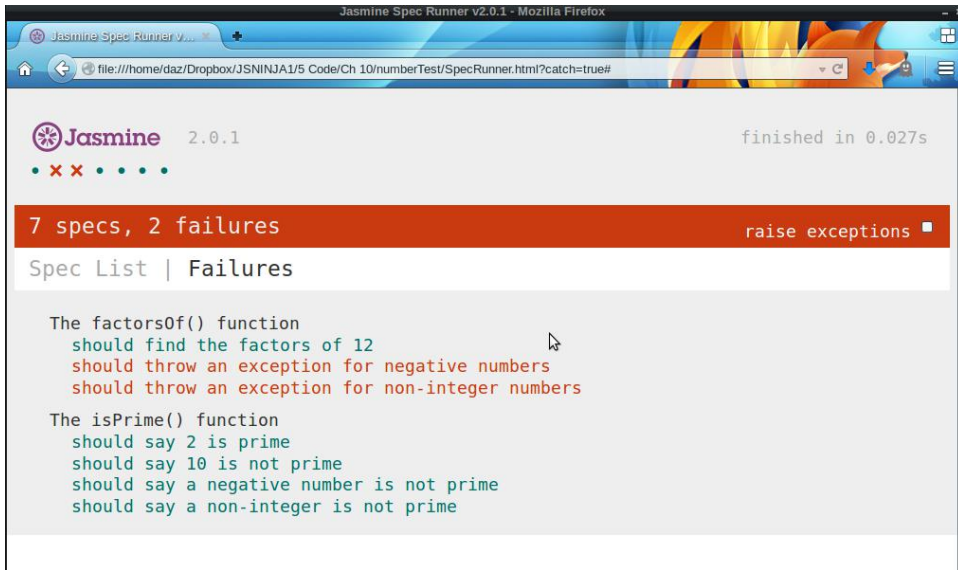 Jasmine Spec Runner v2.0.1 - Mozilla Firefox
Jasmine Spec Runner v...
file:///home/daz/Dropbox/JSNINJA1/5 Code/Ch 10/numberTest/SpecRunner.html?catch=true#
Jasmine 2.0.1 finished in 0.027s
7 specs, 2 failures raise exceptions
Spec List | Failures
The factorsOf() function
should find the factors of 12
should throw an exception for negative numbers
should throw an exception for non-integer numbers
The isPrime() function
should say 2 is prime
should say 10 is not prime
should say a negative number is not prime
should say a non-integer is not prime